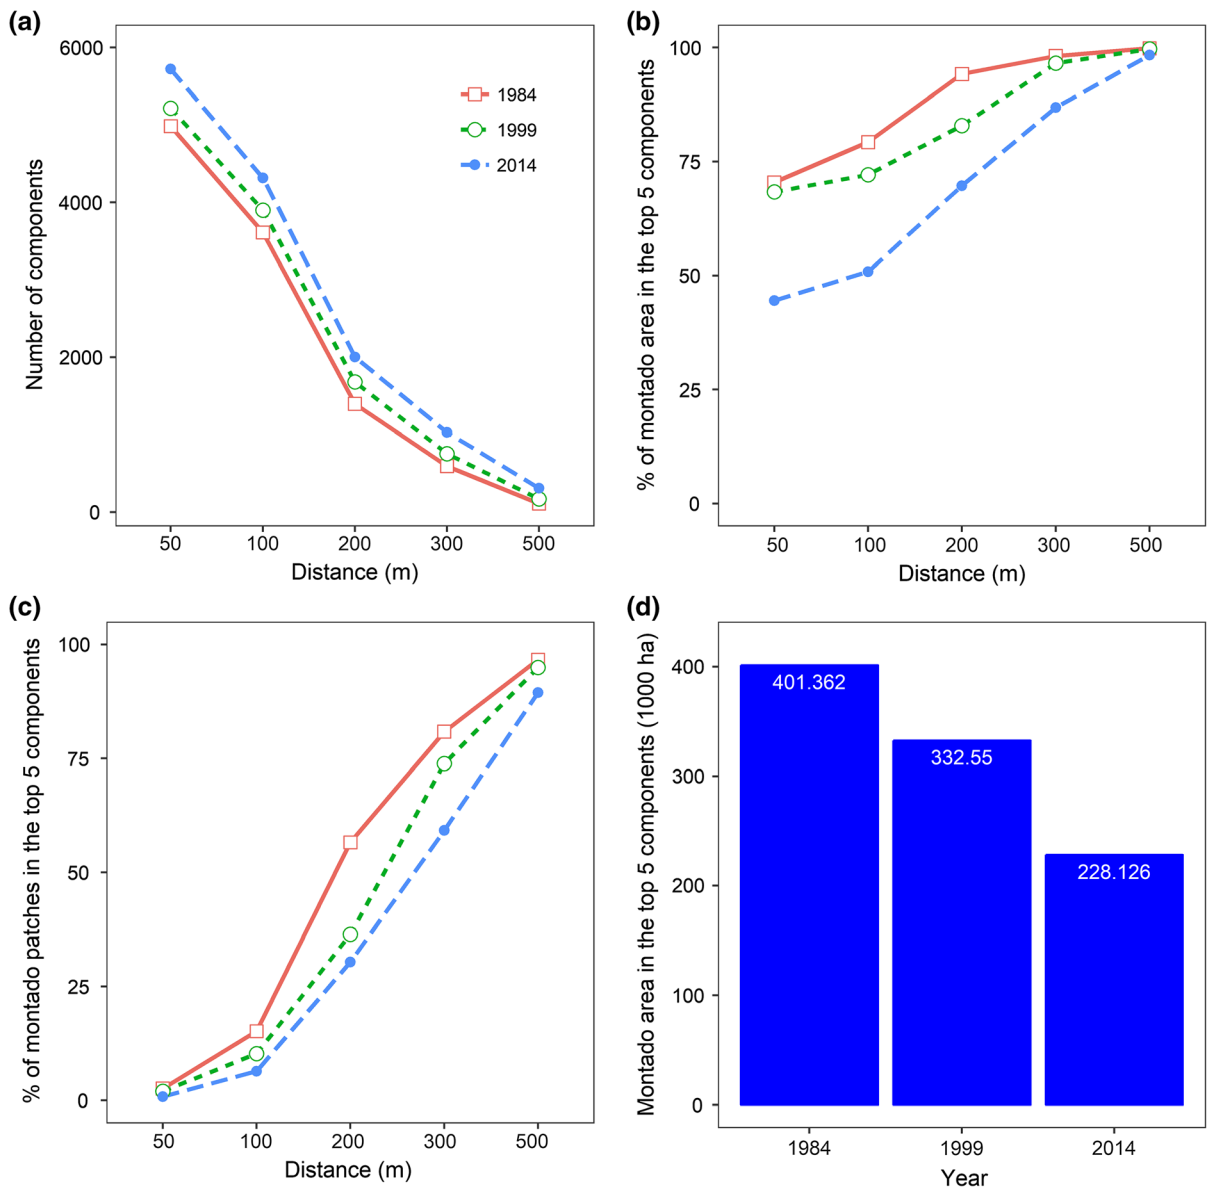 (a)
Number of components
6000
4000
2000
0
1984
1999
2014
50 100 200 300 500
Distance (m)
(b)
% of montado area in the top 5 components
100
75
50
25
0
50 100 200 300 500
Distance (m)
(c)
% of montado patches in the top 5 components
100
75
50
25
0
50 100 200 300 500
Distance (m)
(d)
Montado area in the top 5 components (1000 ha)
400
300
200
100
0
401.362
332.55
228.126
1984 1999 2014
Year